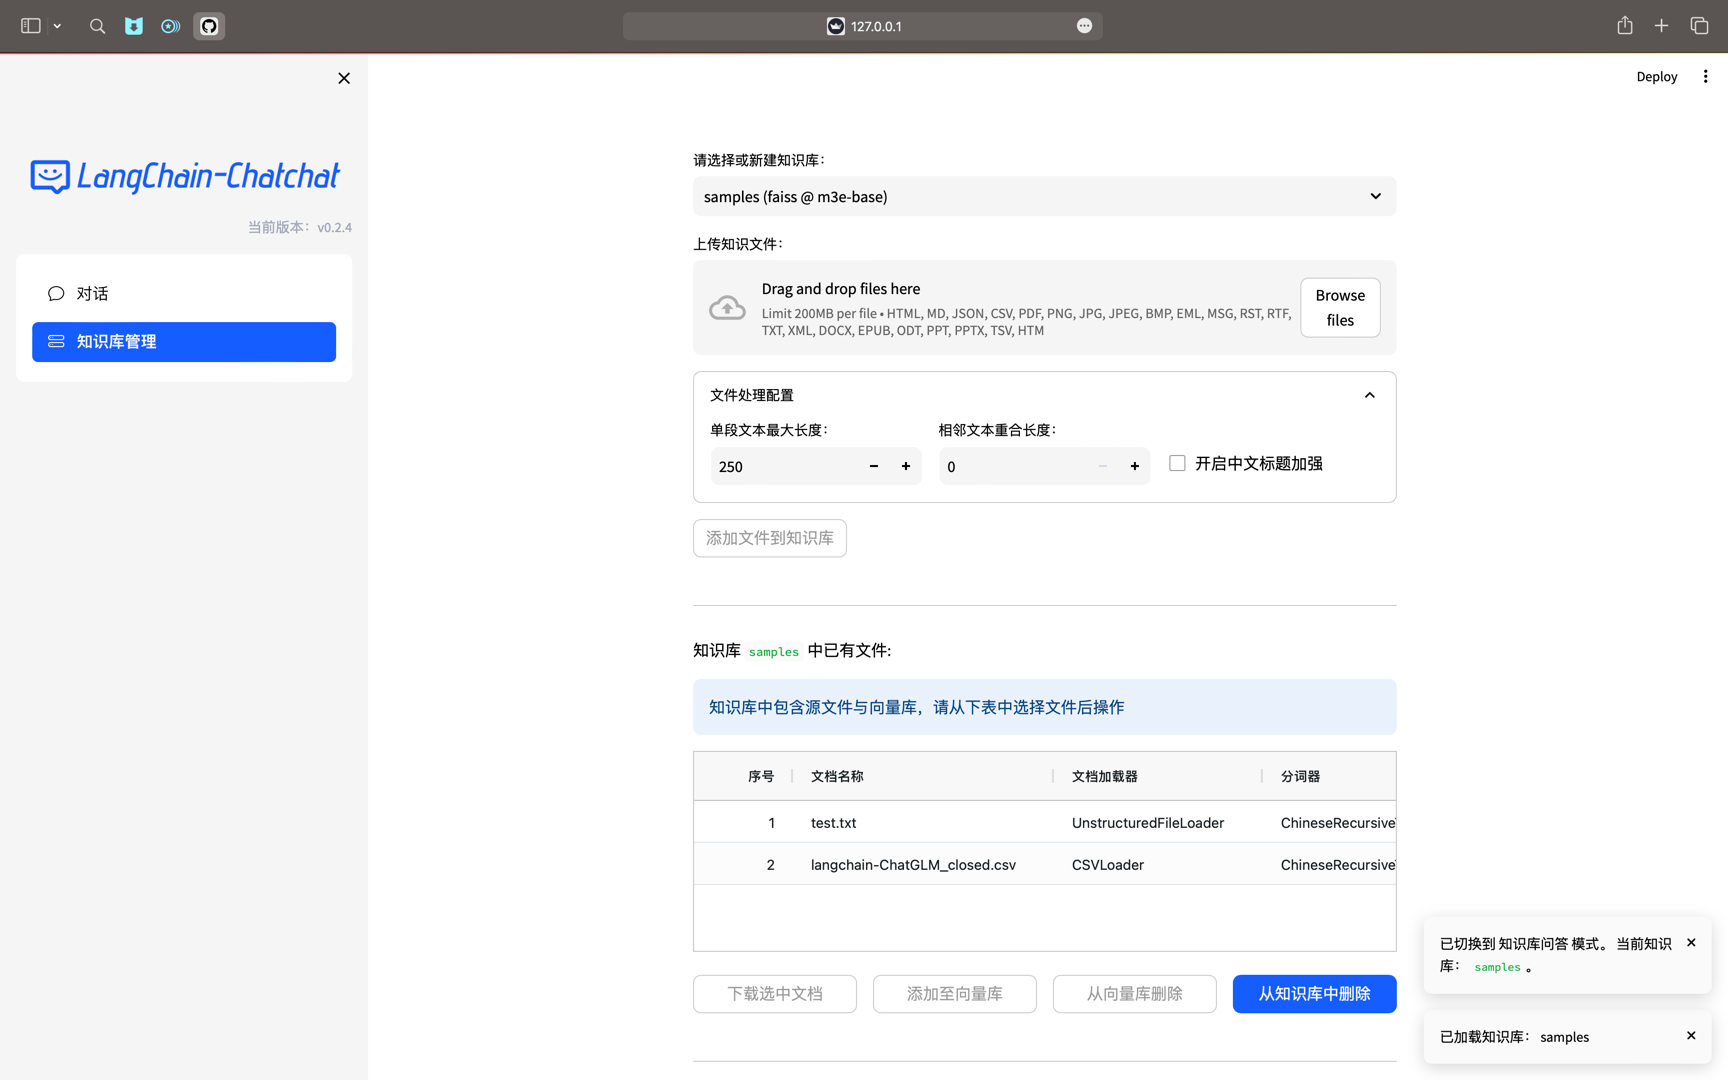 127.0.0.1
Deploy
LangChain-Chatchat
当前版本：v0.2.4
对话
知识库管理
请选择或新建知识库：
samples (faiss @ m3e-base)
上传知识文件：
Drag and drop files here
Limit 200MB per file • HTML, MD, JSON, CSV, PDF, PNG, JPG, JPEG, BMP, EML, MSG, RST, RTF,
TXT, XML, DOCX, EPUB, ODT, PPT, PPTX, TSV, HTM
Browse
files
文件处理配置
单段文本最大长度：
相邻文本重合长度：
250
0
开启中文标题加强
添加文件到知识库
知识库 samples 中已有文件:
知识库中包含源文件与向量库，请从下表中选择文件后操作
序号 文档名称 文档加载器 分词器
1 test.txt UnstructuredFileLoader ChineseRecursive
2 langchain-ChatGLM_closed.csv CSVLoader ChineseRecursive
下载选中文档
添加至向量库
从向量库删除
从知识库中删除
已切换到 知识库问答 模式。 当前知识
库： samples 。
已加载知识库： samples